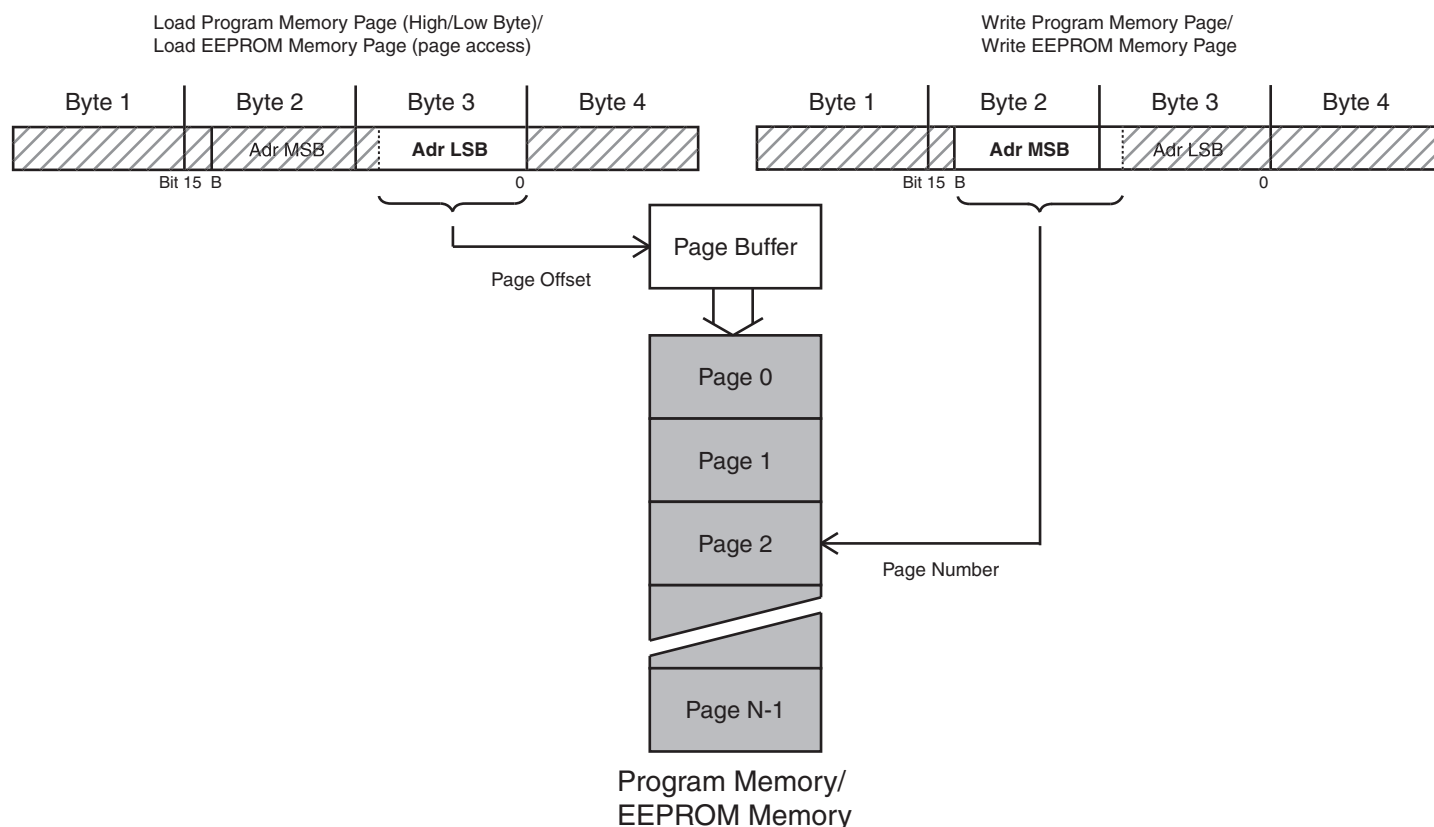 Load Program Memory Page (High/Low Byte)/
Load EEPROM Memory Page (page access)
Write Program Memory Page/
Write EEPROM Memory Page
Byte 1 Byte 2 Byte 3 Byte 4
Adr MSB Adr LSB
Bit 15 B 0
Byte 1 Byte 2 Byte 3 Byte 4
Adr MSB Adr LSB
Bit 15 B 0
Page Buffer
Page Offset
Page 0
Page 1
Page 2
Page Number
Page N-1
Program Memory/
EEPROM Memory